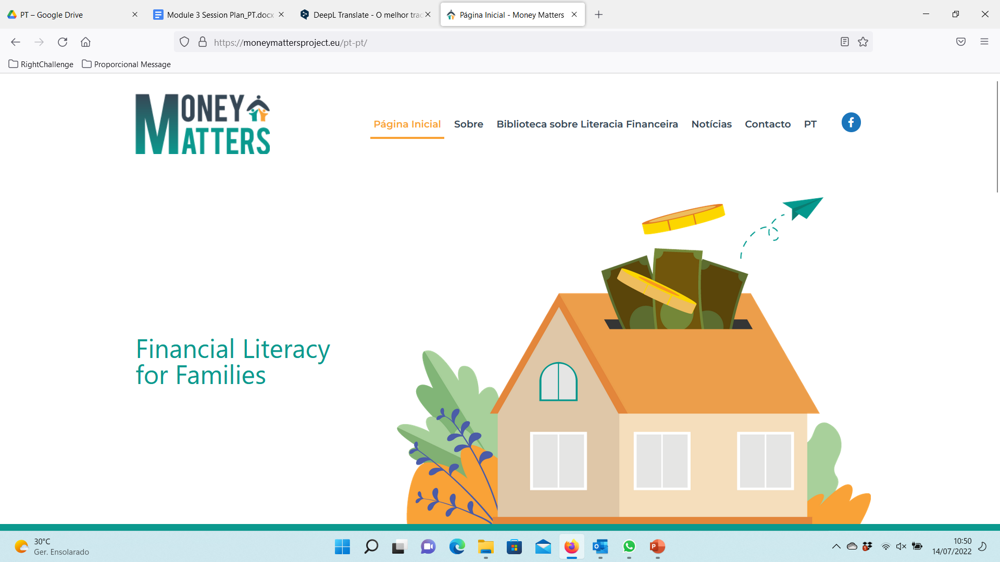 PT – Google Drive
Module 3 Session Plan_PT.docx
DeepL Translate - O melhor trad
Página Inicial - Money Matters
https://moneymattersproject.eu/pt-pt/
RightChallenge
Proporcional Message
MONEY
MATTERS
Página Inicial
Sobre
Biblioteca sobre Literacia Financeira
Notícias
Contacto
PT
Financial Literacy
for Families
30°C
Ger. Ensolarado
10:50
14/07/2022